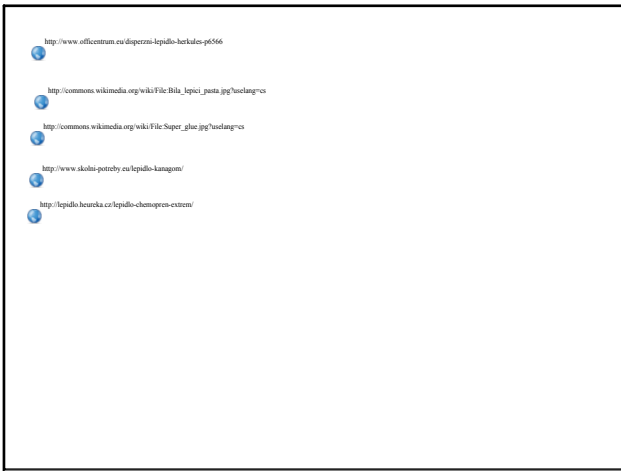 http://www.officentrum.eu/disperzni-lepidlo-herkules-p6566
http://commons.wikimedia.org/wiki/File:Bila_lepici_pasta.jpg?uselang=cs
http://commons.wikimedia.org/wiki/File:Super_glue.jpg?uselang=cs
http://www.skolni-potreby.eu/lepidlo-kanagom/
http://lepidlo.heureka.cz/lepidlo-chemopren-extrem/